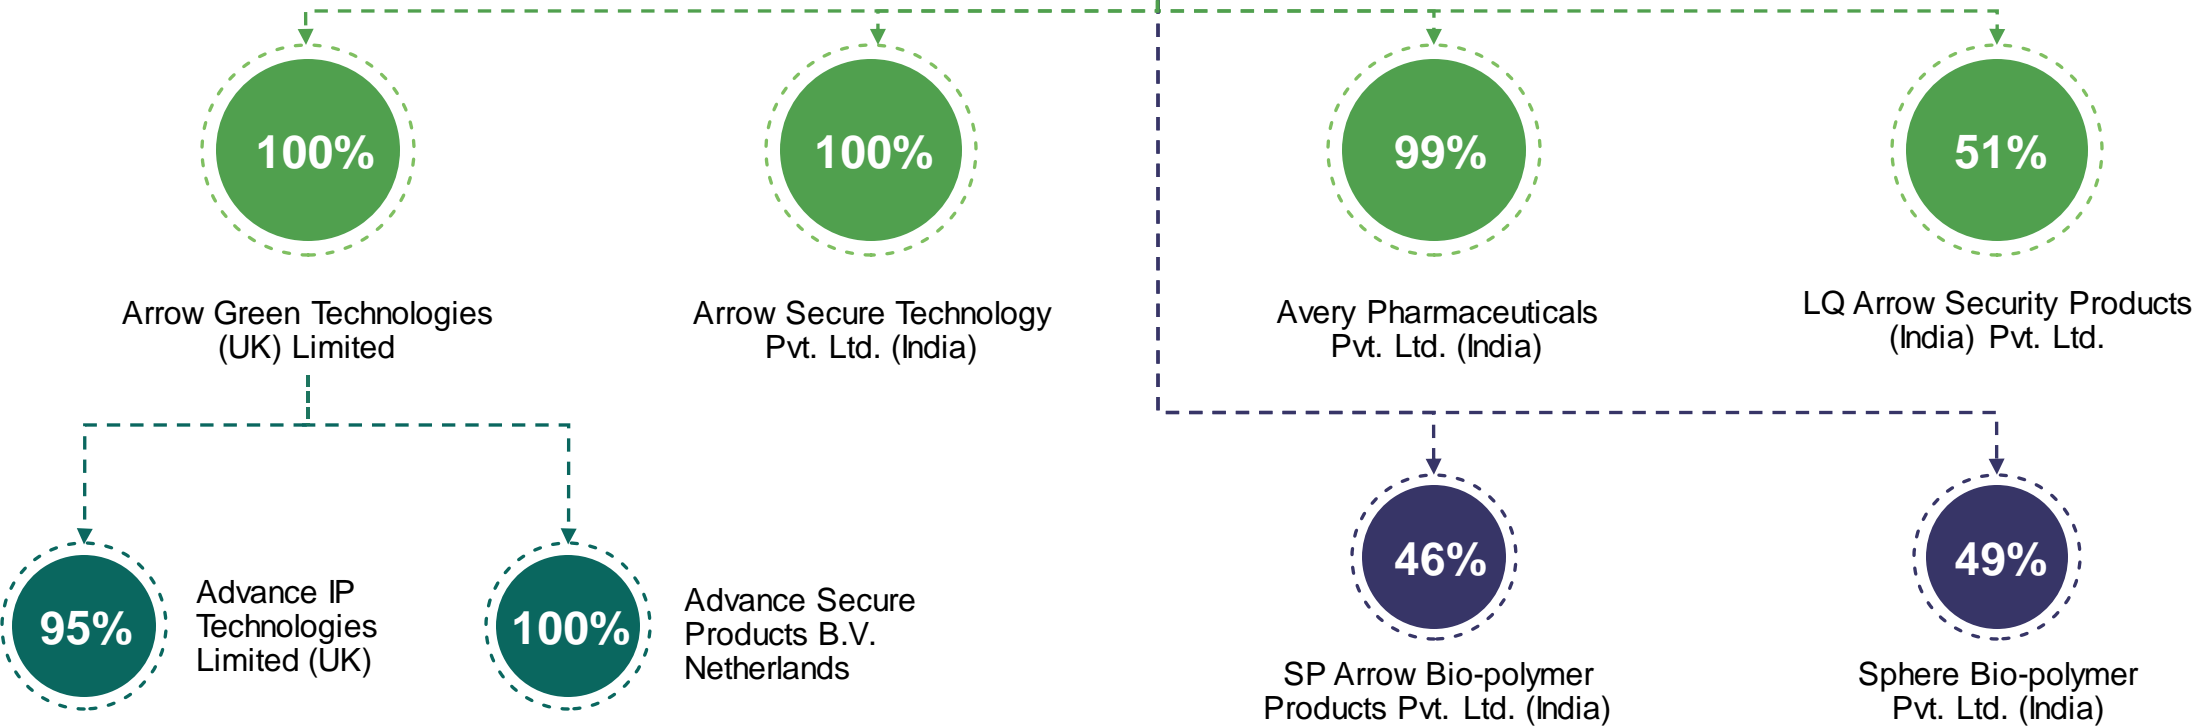 100%
100%
99%
51%
Arrow Green Technologies
(UK) Limited
Arrow Secure Technology
Pvt. Ltd. (India)
Avery Pharmaceuticals
Pvt. Ltd. (India)
LQ Arrow Security Products
(India) Pvt. Ltd.
95%
Advance IP
Technologies
Limited (UK)
100%
Advance Secure
Products B.V.
Netherlands
46%
SP Arrow Bio-polymer
Products Pvt. Ltd. (India)
49%
Sphere Bio-polymer
Pvt. Ltd. (India)